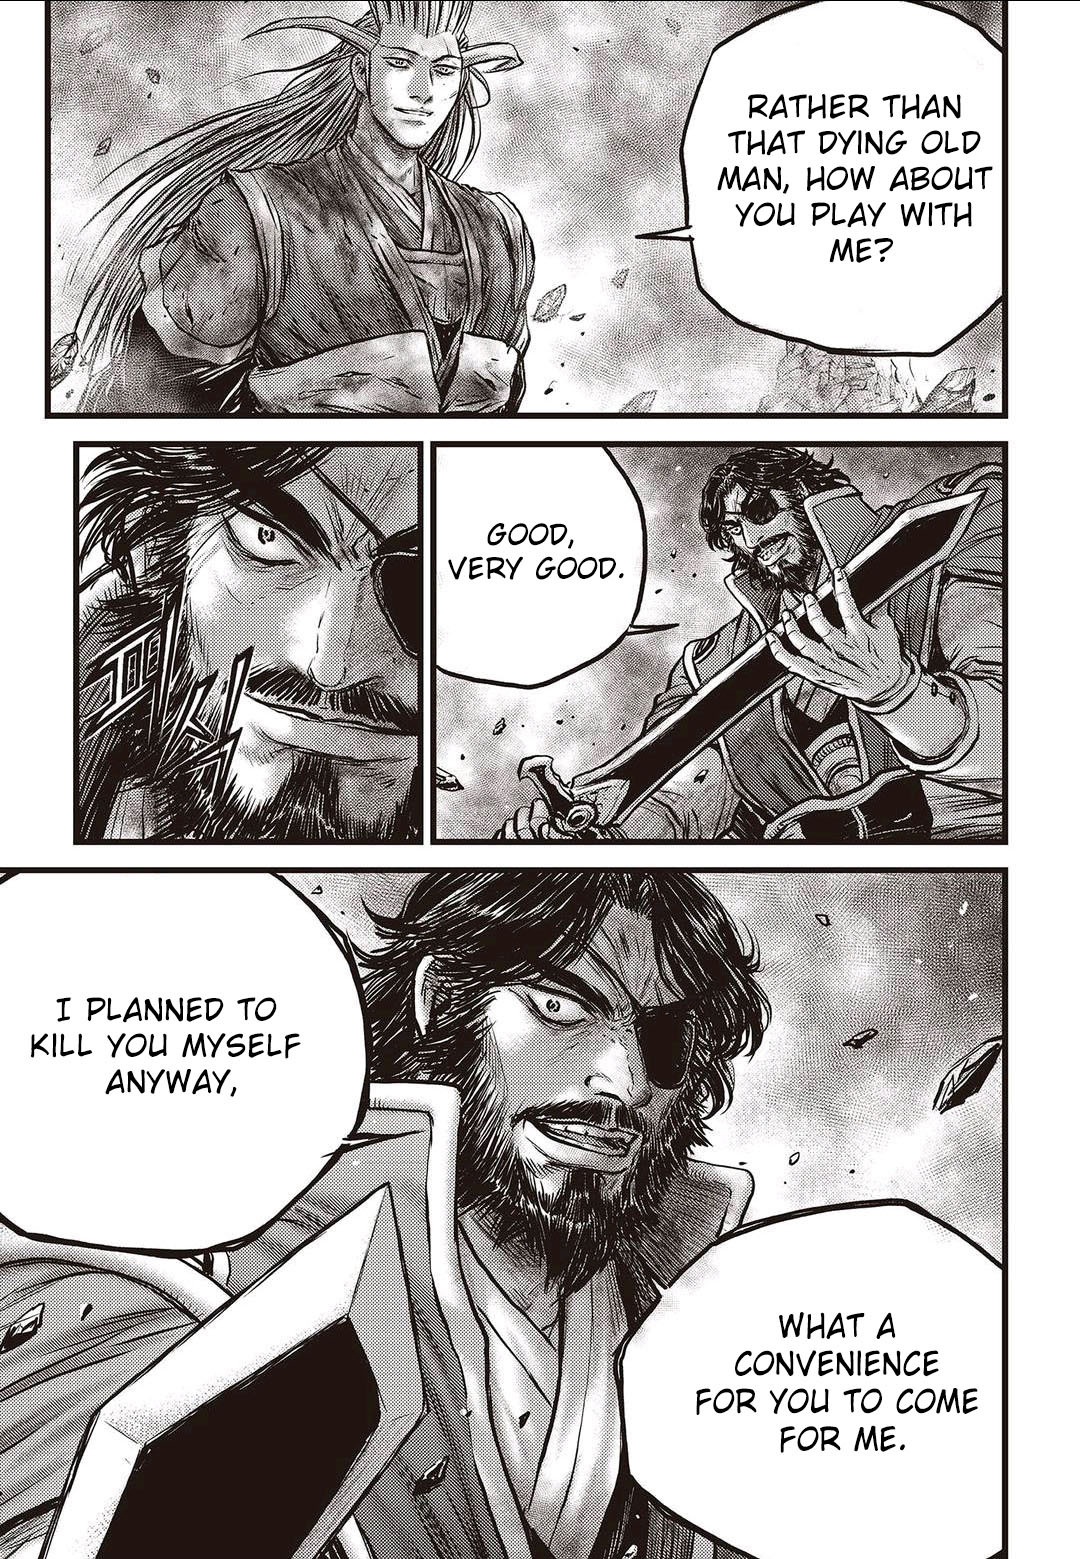 RATHER THAN
THAT DYING OLD
MAN, HOW ABOUT
YOU PLAY WITH
ME?
GOOD,
VERY GOOD.
I PLANNED TO
KILL YOU MYSELF
ANYWAY,
WHAT A
CONVENIENCE
FOR YOU TO COME
FOR ME.